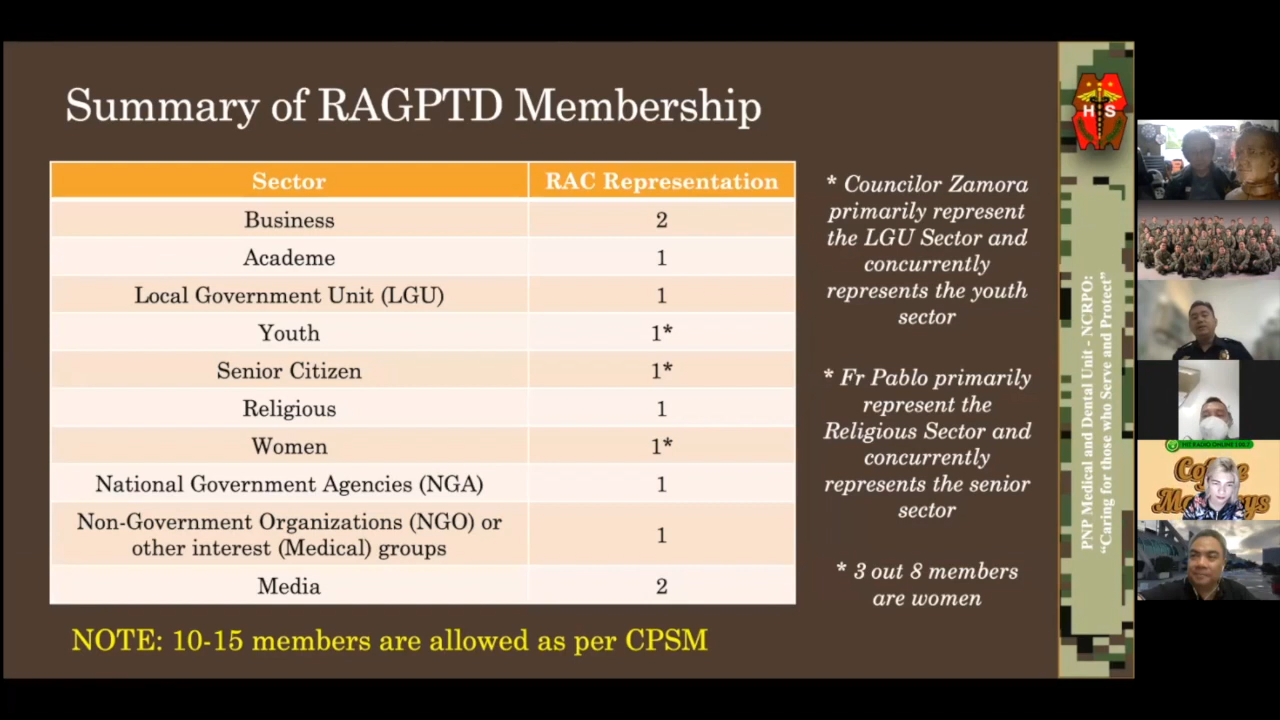 Summary of RAGPTD Membership
Sector RAC Representation
Business 2
Academe 1
Local Government Unit (LGU) 1
Youth 1*
Senior Citizen 1*
Religious 1
Women 1*
National Government Agencies (NGA) 1
Non-Government Organizations (NGO) or
other interest (Medical) groups 1
Media 2
NOTE: 10-15 members are allowed as per CPSM
* Councilor Zamora
primarily represent
the LGU Sector and
concurrently
represents the youth
sector
* Fr Pablo primarily
represent the
Religious Sector and
concurrently
represents the senior
sector
* 3 out 8 members
are women
H S
PNP Medical and Dental Unit - NCRPO:
“Caring for those who Serve and Protect”